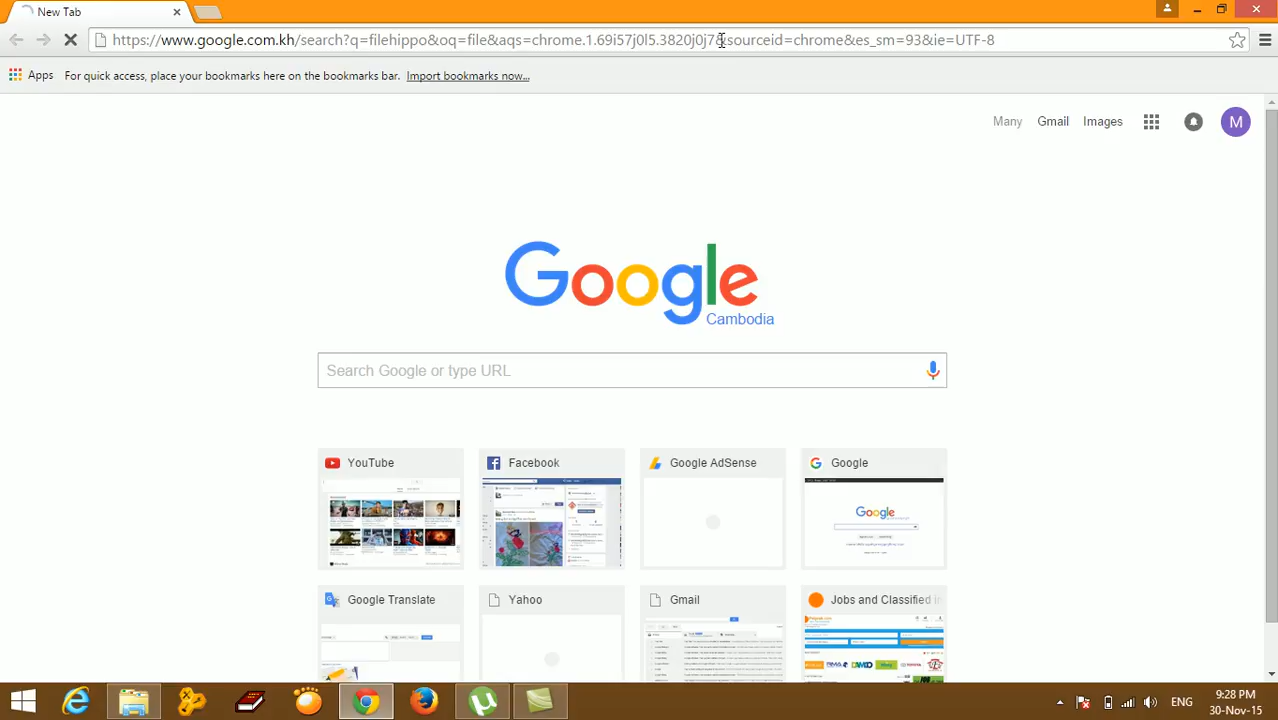 New Tab
https://www.google.com.kh/search?q=filehippo&oq=file&aqs=chrome.1.69i57j0l5.3820j0j7&sourceid=chrome&es_sm=93&ie=UTF-8
Apps For quick access, place your bookmarks here on the bookmarks bar. Import bookmarks now...
Many Gmail Images M
Google
Cambodia
Search Google or type URL
YouTube Facebook Google AdSense Google
Google
Google Translate Yahoo Gmail Jobs and Classified in
ENG 9:28 PM
30-Nov-15